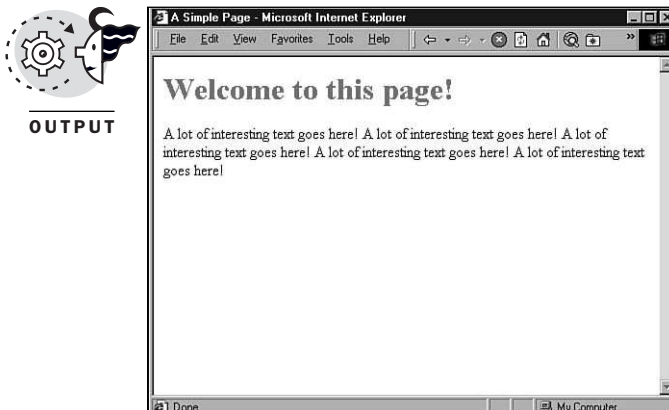 OUTPUT
A Simple Page - Microsoft Internet Explorer
File Edit View Favorites Tools Help »
Welcome to this page!
A lot of interesting text goes here! A lot of interesting text goes here! A lot of
interesting text goes here! A lot of interesting text goes here! A lot of interesting text
goes here!
Done My Computer